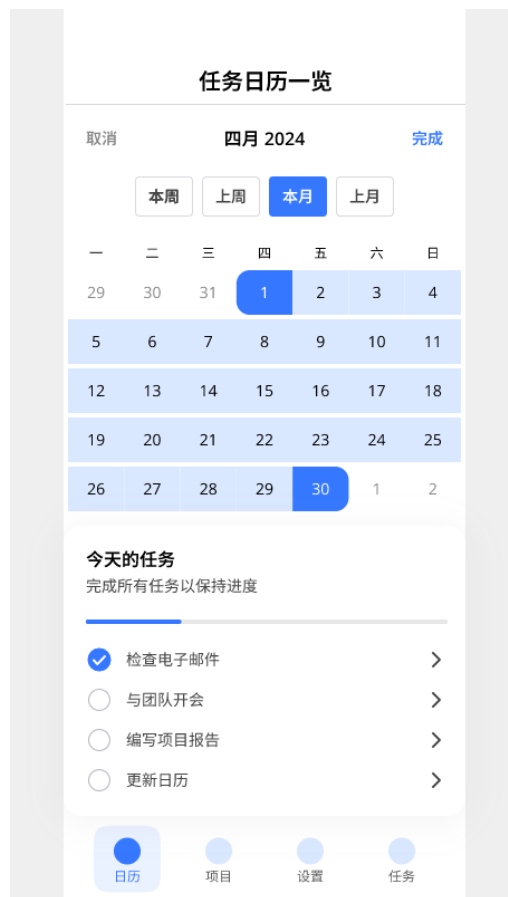 任务日历一览
取消 四月 2024 完成
本周 上周 本月 上月
一 二 三 四 五 六 日
29 30 31 1 2 3 4
5 6 7 8 9 10 11
12 13 14 15 16 17 18
19 20 21 22 23 24 25
26 27 28 29 30 1 2
今天的任务
完成所有任务以保持进度
检查电子邮件
与团队开会
编写项目报告
更新日历
日历 项目 设置 任务